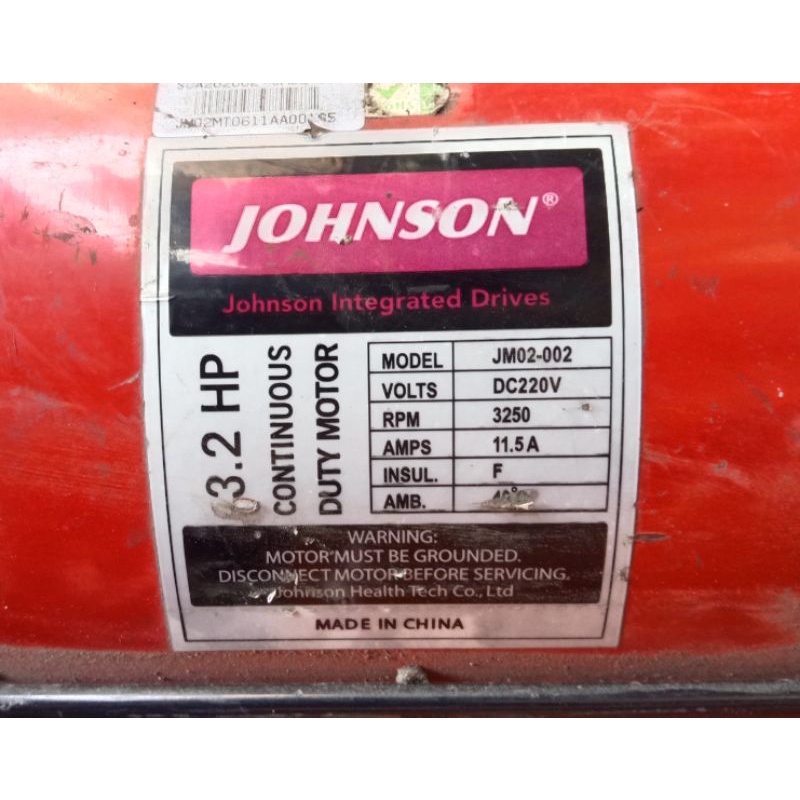 JOHNSON®
Johnson Integrated Drives
3.2 HP
CONTINUOUS
DUTY MOTOR
MODEL JM02-002
VOLTS DC220V
RPM 3250
AMPS 11.5A
INSUL. F
AMB.
WARNING:
MOTOR MUST BE GROUNDED.
DISCONNECT MOTOR BEFORE SERVICING.
Johnson Health Tech Co., Ltd
MADE IN CHINA